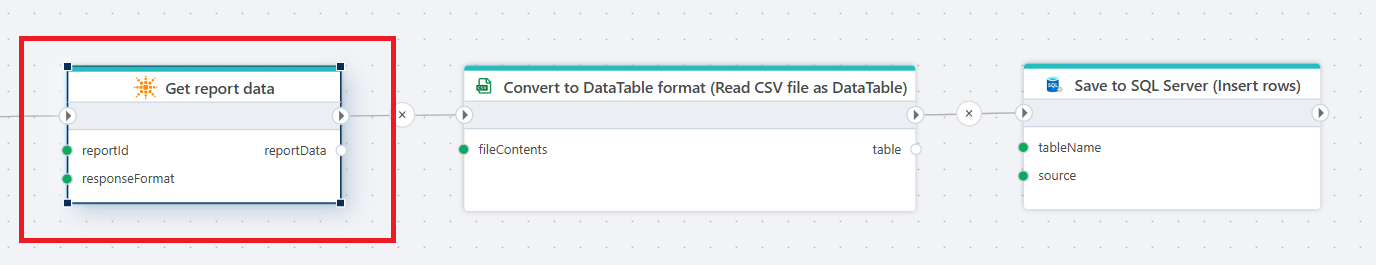 Get report data
reportId
reportData
responseFormat
Convert to DataTable format (Read CSV file as DataTable)
fileContents
table
Save to SQL Server (Insert rows)
tableName
source